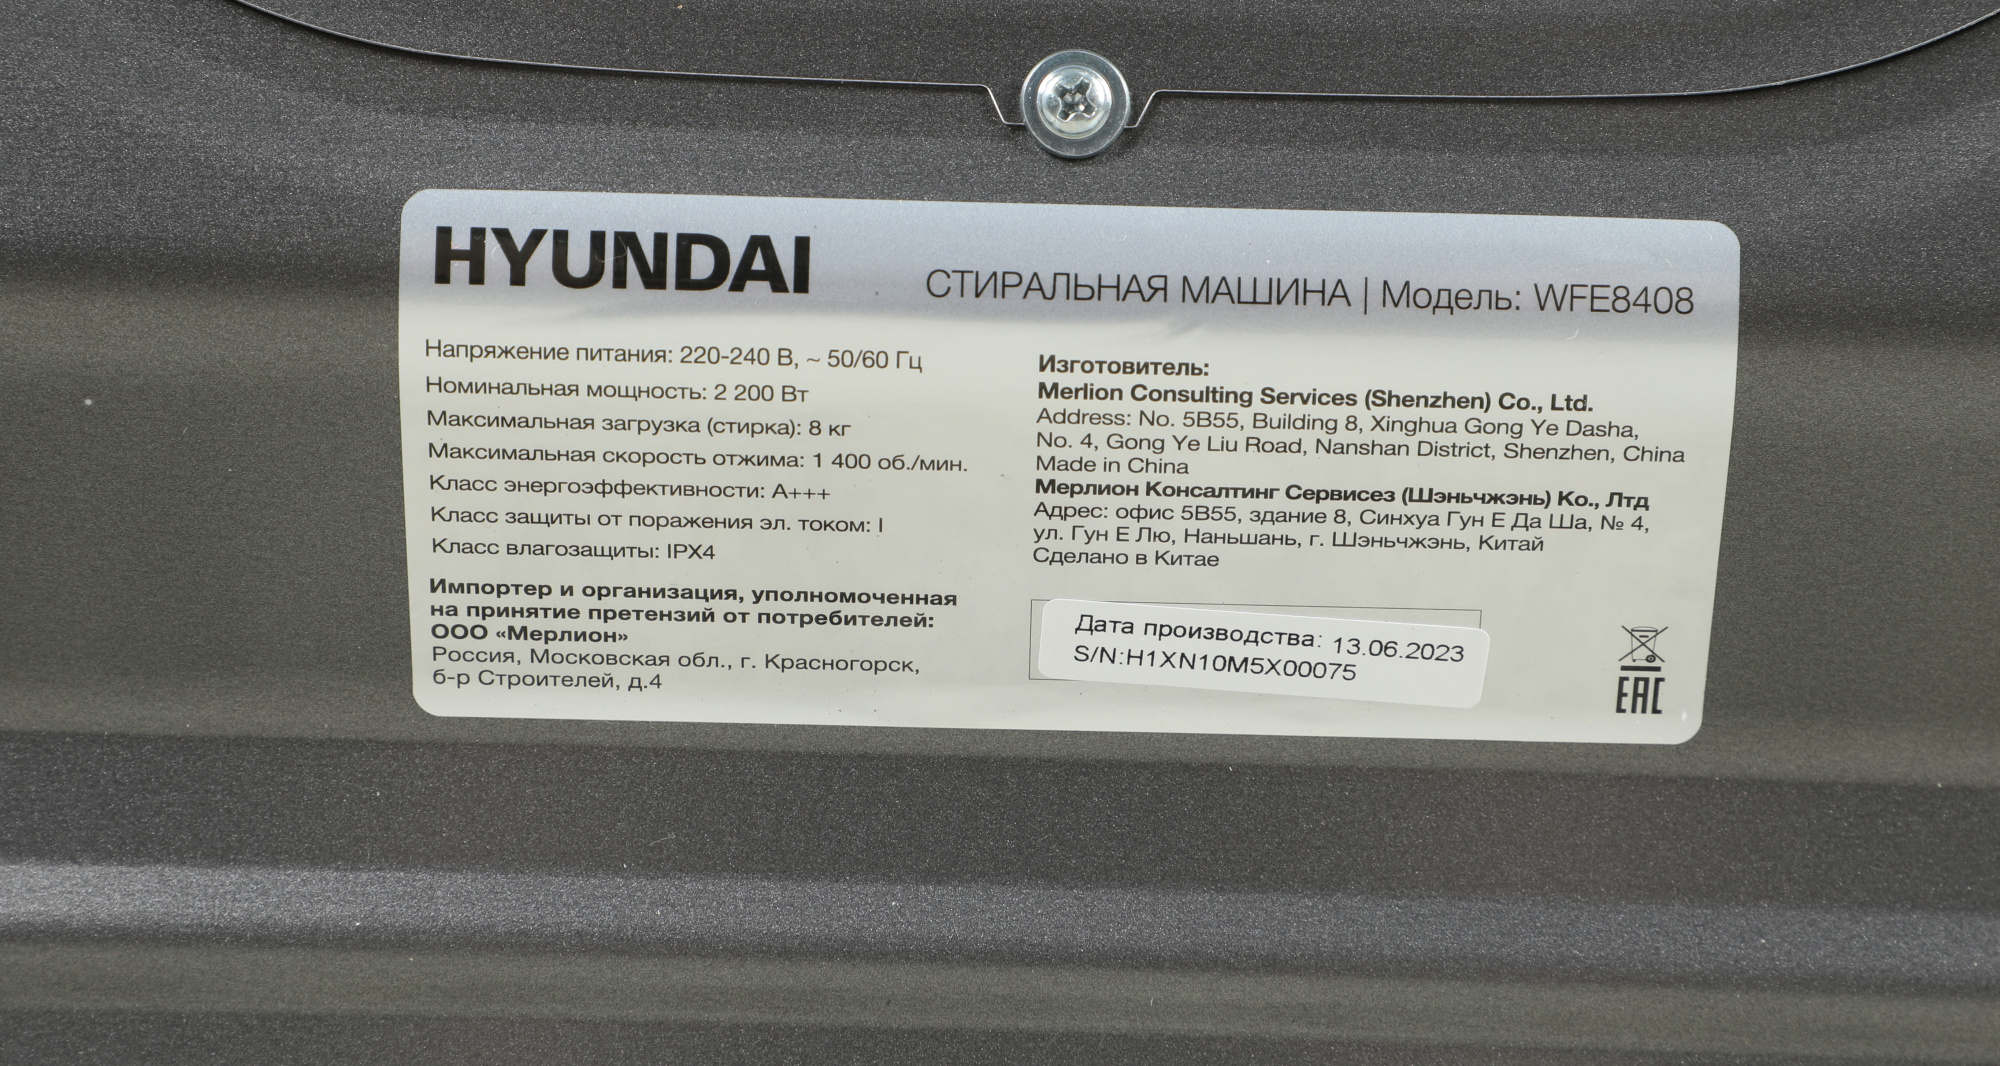 HYUNDAI
СТИРАЛЬНАЯ МАШИНА | Модель: WFE8408
Напряжение питания: 220-240 В, ~ 50/60 Гц
Номинальная мощность: 2 200 Вт
Максимальная загрузка (стирка): 8 кг
Максимальная скорость отжима: 1 400 об./мин.
Класс энергоэффективности: А+++
Класс защиты от поражения эл. током: I
Класс влагозащиты: IPX4
Импортер и организация, уполномоченная
на принятие претензий от потребителей:
ООО «Мерлион»
Россия, Московская обл., г. Красногорск,
б-р Строителей, д.4
Изготовитель:
Merlion Consulting Services (Shenzhen) Co., Ltd.
Address: No. 5B55, Building 8, Xinghua Gong Ye Dasha,
No. 4, Gong Ye Liu Road, Nanshan District, Shenzhen, China
Made in China
Мерлион Консалтинг Сервисез (Шэньчжэнь) Ко., Лтд
Адрес: офис 5В55, здание 8, Синхуа Гун Е Да Ша, № 4,
ул. Гун Е Лю, Наньшань, г. Шэньчжэнь, Китай
Сделано в Китае
Дата производства: 13.06.2023
S/N:H1XN10M5X00075
EAC